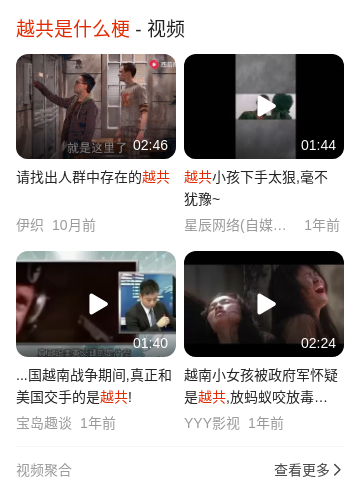 越共是什么梗 - 视频
就是这里了
02:46
01:44
请找出人群中存在的越共
伊织 10月前
越共小孩下手太狠,毫不
犹豫~
星辰网络(自媒... 1年前
01:40
02:24
...国越南战争期间,真正和
美国交手的是越共!
宝岛趣谈 1年前
越南小女孩被政府军怀疑
是越共,放蚂蚁咬放毒...
YYY影视 1年前
视频聚合
查看更多